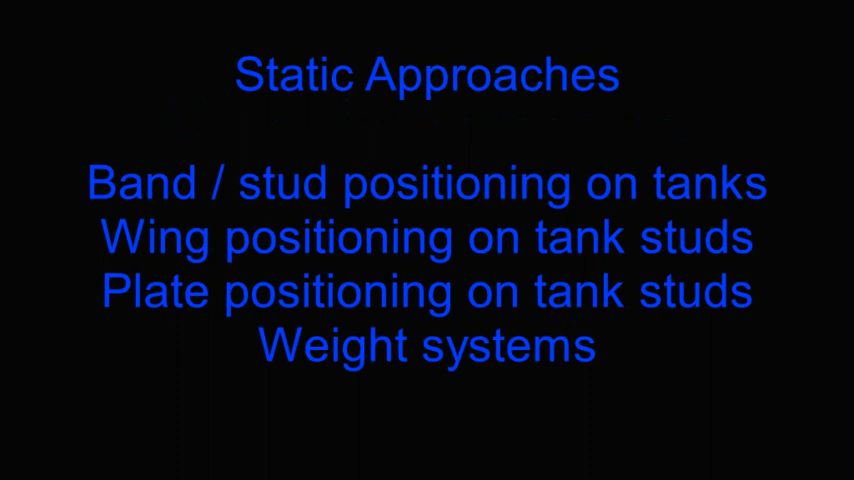 Static Approaches
Band / stud positioning on tanks
Wing positioning on tank studs
Plate positioning on tank studs
Weight systems